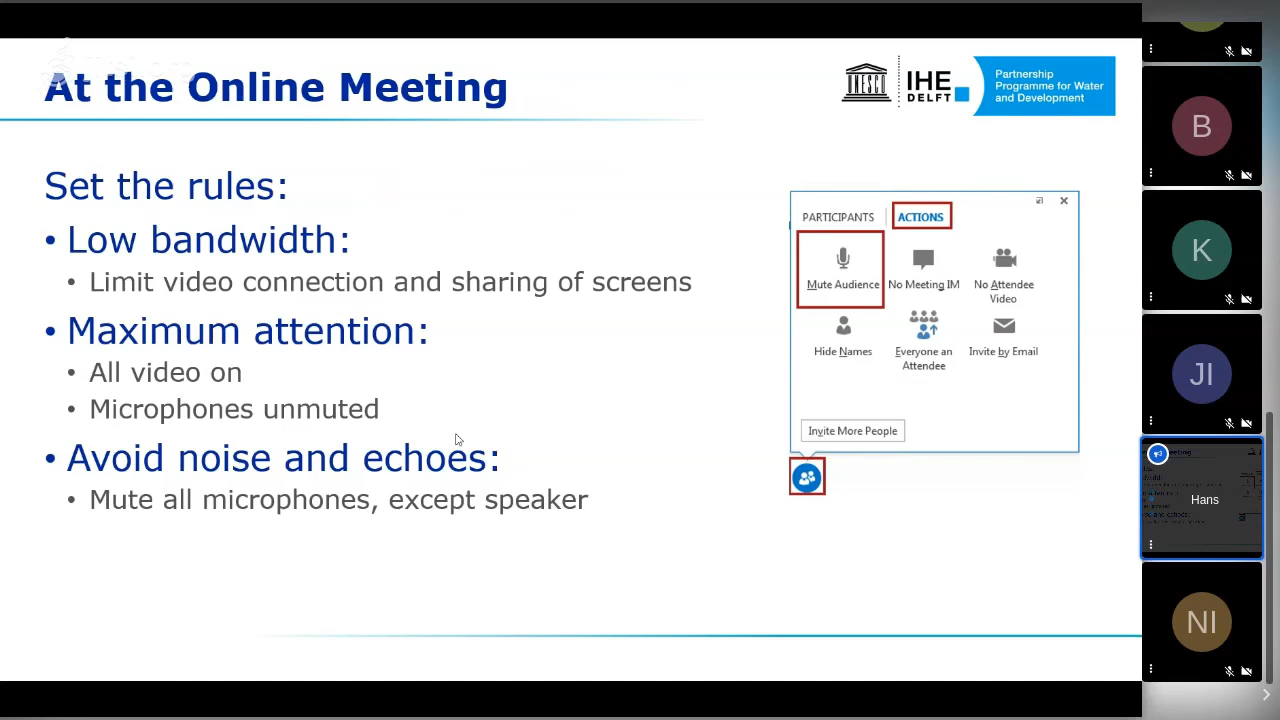 At the Online Meeting
UNESCO
IHE
DELFT
Partnership
Programme for Water
and Development
Set the rules:
• Low bandwidth:
• Limit video connection and sharing of screens
• Maximum attention:
• All video on
• Microphones unmuted
• Avoid noise and echoes:
• Mute all microphones, except speaker
PARTICIPANTS
ACTIONS
Mute Audience
No Meeting IM
No Attendee
Video
Hide Names
Everyone an
Attendee
Invite by Email
Invite More People
B
K
JI
Hans
NI